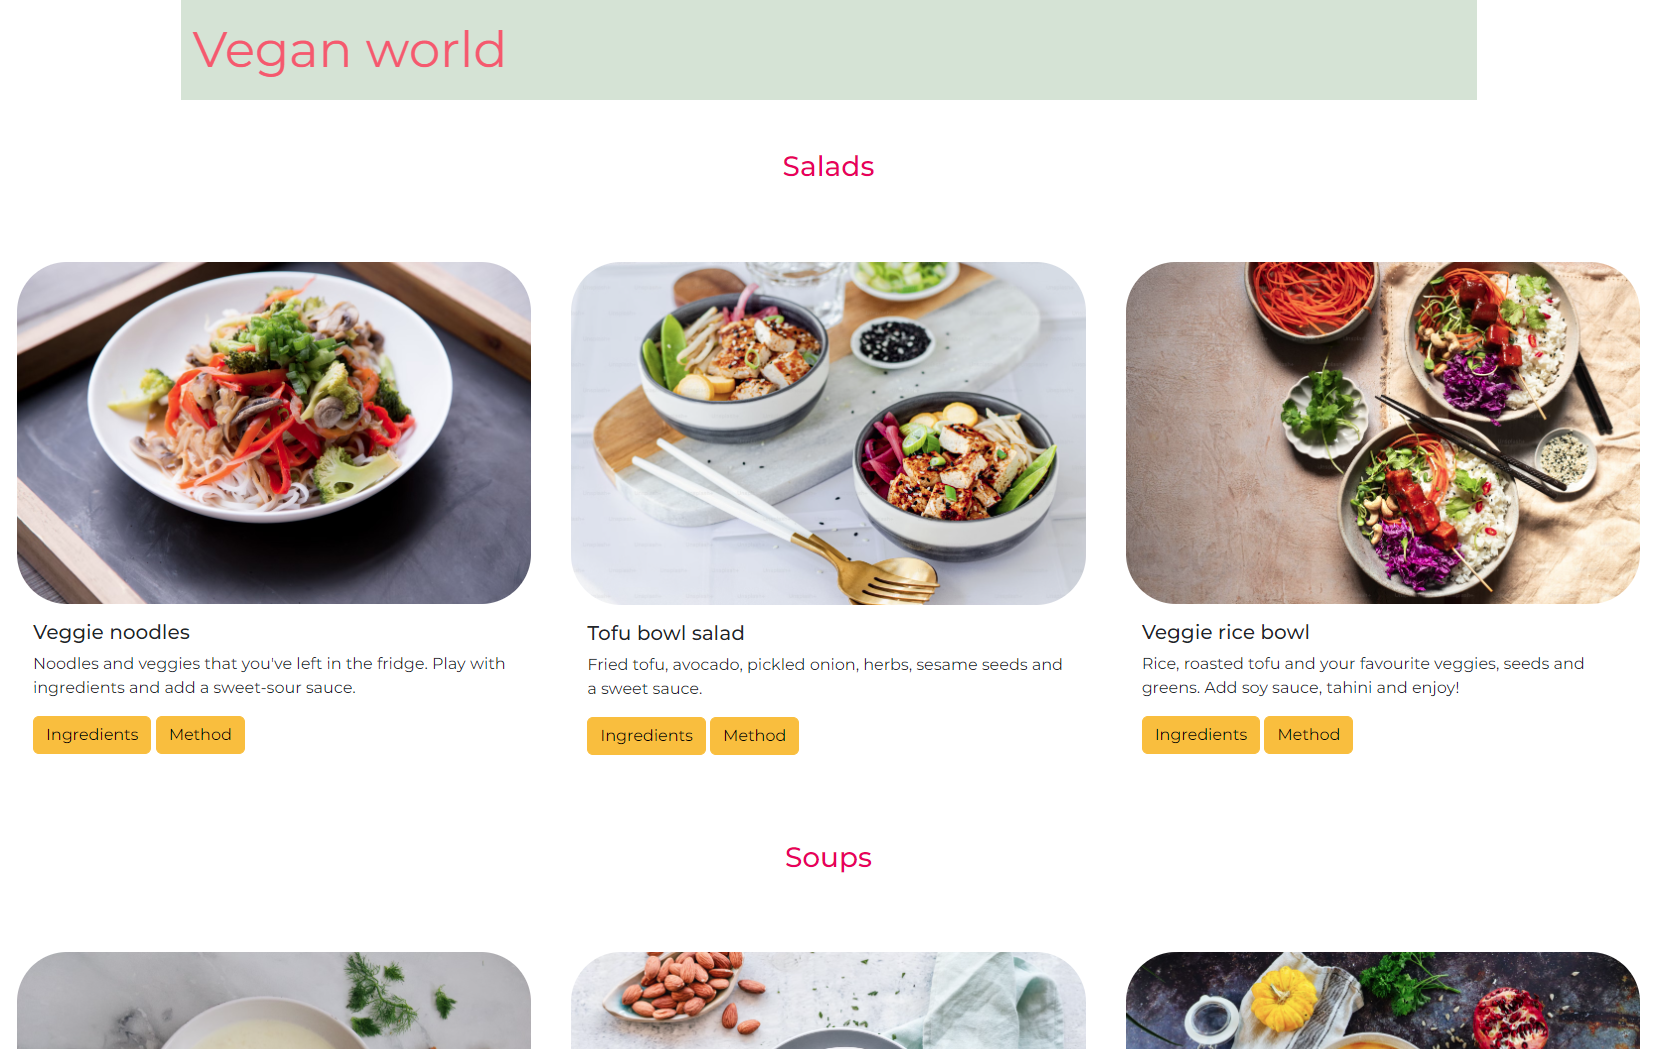 Vegan world
Salads
Veggie noodles
Noodles and veggies that you've left in the fridge. Play with
ingredients and add a sweet-sour sauce.
Ingredients Method
Tofu bowl salad
Fried tofu, avocado, pickled onion, herbs, sesame seeds and
a sweet sauce.
Ingredients Method
Veggie rice bowl
Rice, roasted tofu and your favourite veggies, seeds and
greens. Add soy sauce, tahini and enjoy!
Ingredients Method
Soups